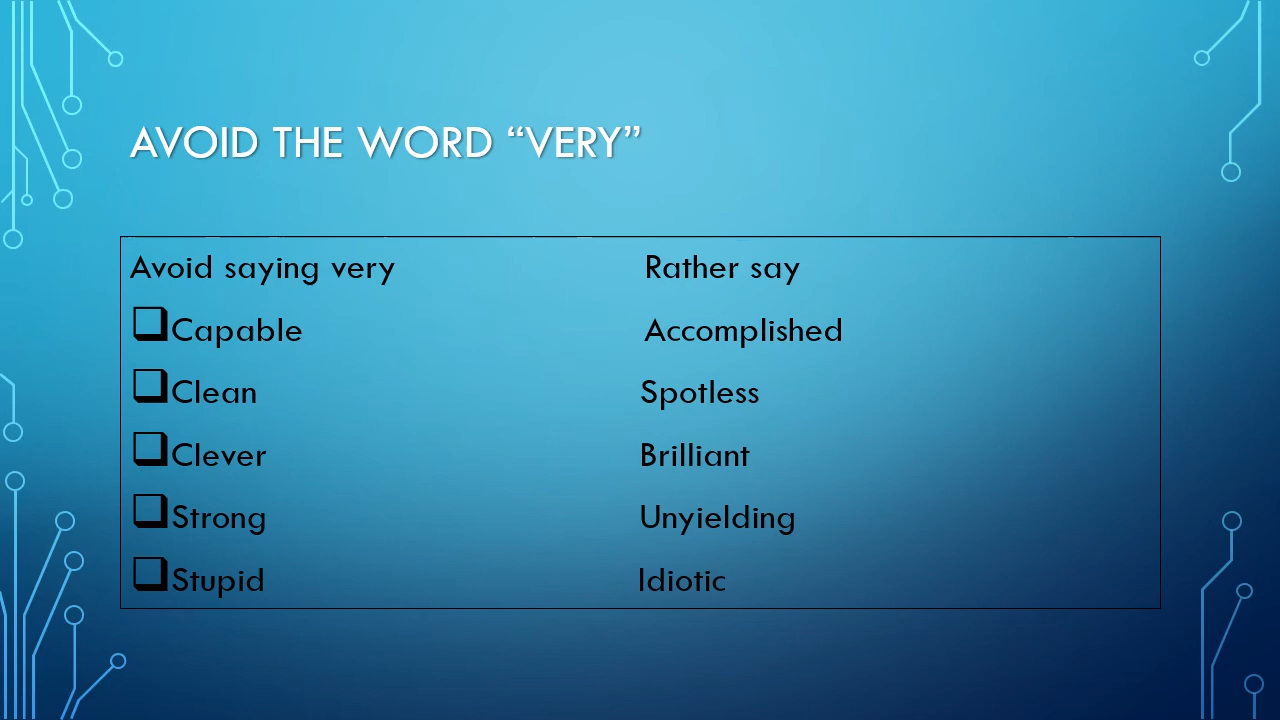 AVOID THE WORD “VERY”
Avoid saying very Rather say
Capable Accomplished
Clean Spotless
Clever Brilliant
Strong Unyielding
Stupid Idiotic